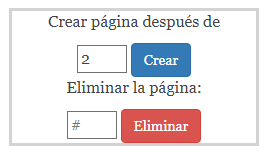 Crear página después de
2 Crear
Eliminar la página:
# Eliminar